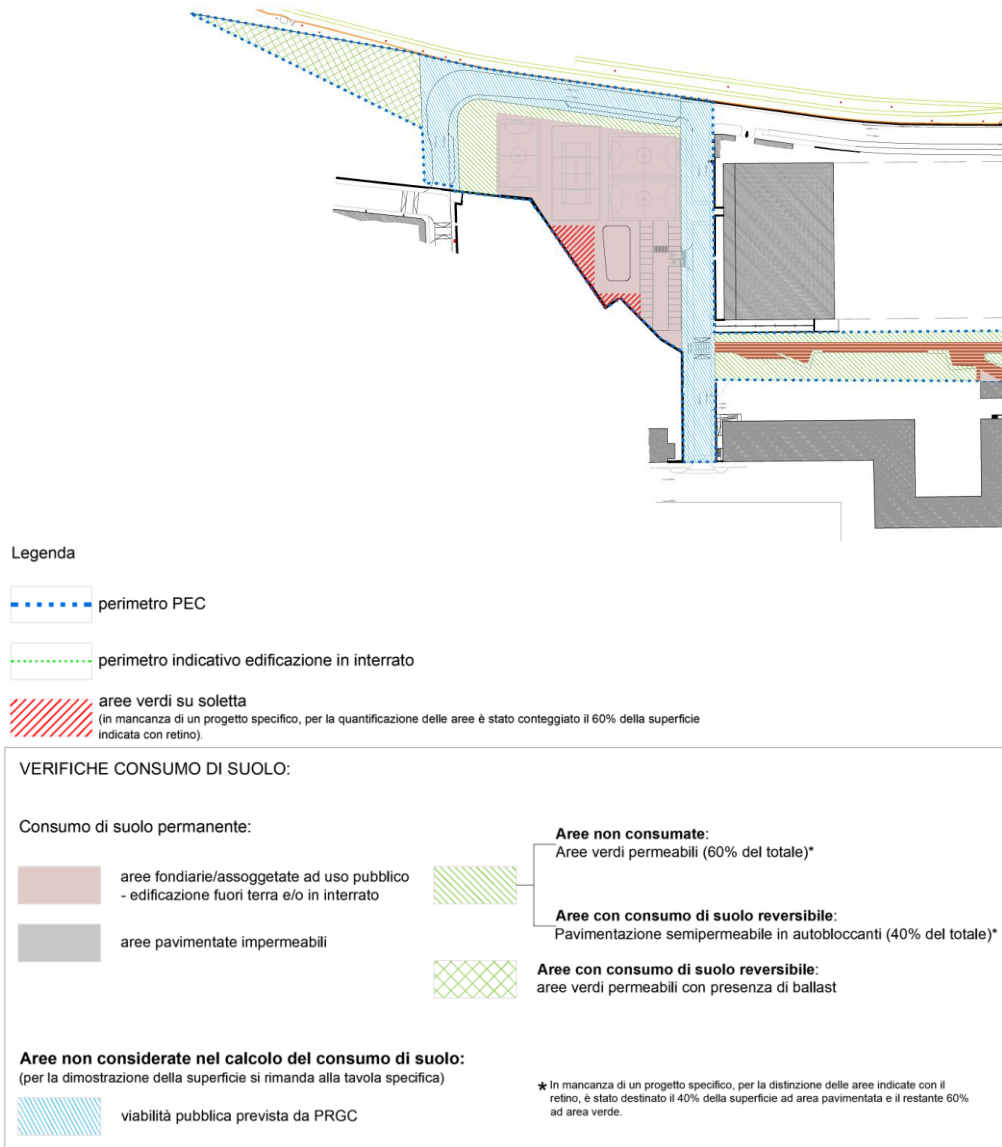 Legenda
perimetro PEC
perimetro indicativo edificazione in interrato
aree verdi su soletta
(in mancanza di un progetto specifico, per la quantificazione delle aree è stato conteggiato il 60% della superficie
indicata con retino).
VERIFICHE CONSUMO DI SUOLO:
Consumo di suolo permanente:
aree fondiarie/assoggetate ad uso pubblico
- edificazione fuori terra e/o in interrato
aree pavimentate impermeabili
Aree non consumate:
Aree verdi permeabili (60% del totale)*
Aree con consumo di suolo reversibile:
Pavimentazione semipermeabile in autobloccanti (40% del totale)*
Aree con consumo di suolo reversibile:
aree verdi permeabili con presenza di ballast
Aree non considerate nel calcolo del consumo di suolo:
(per la dimostrazione della superficie si rimanda alla tavola specifica)
viabilità pubblica prevista da PRGC
* In mancanza di un progetto specifico, per la distinzione delle aree indicate con il
retino, è stato destinato il 40% della superficie ad area pavimentata e il restante 60%
ad area verde.